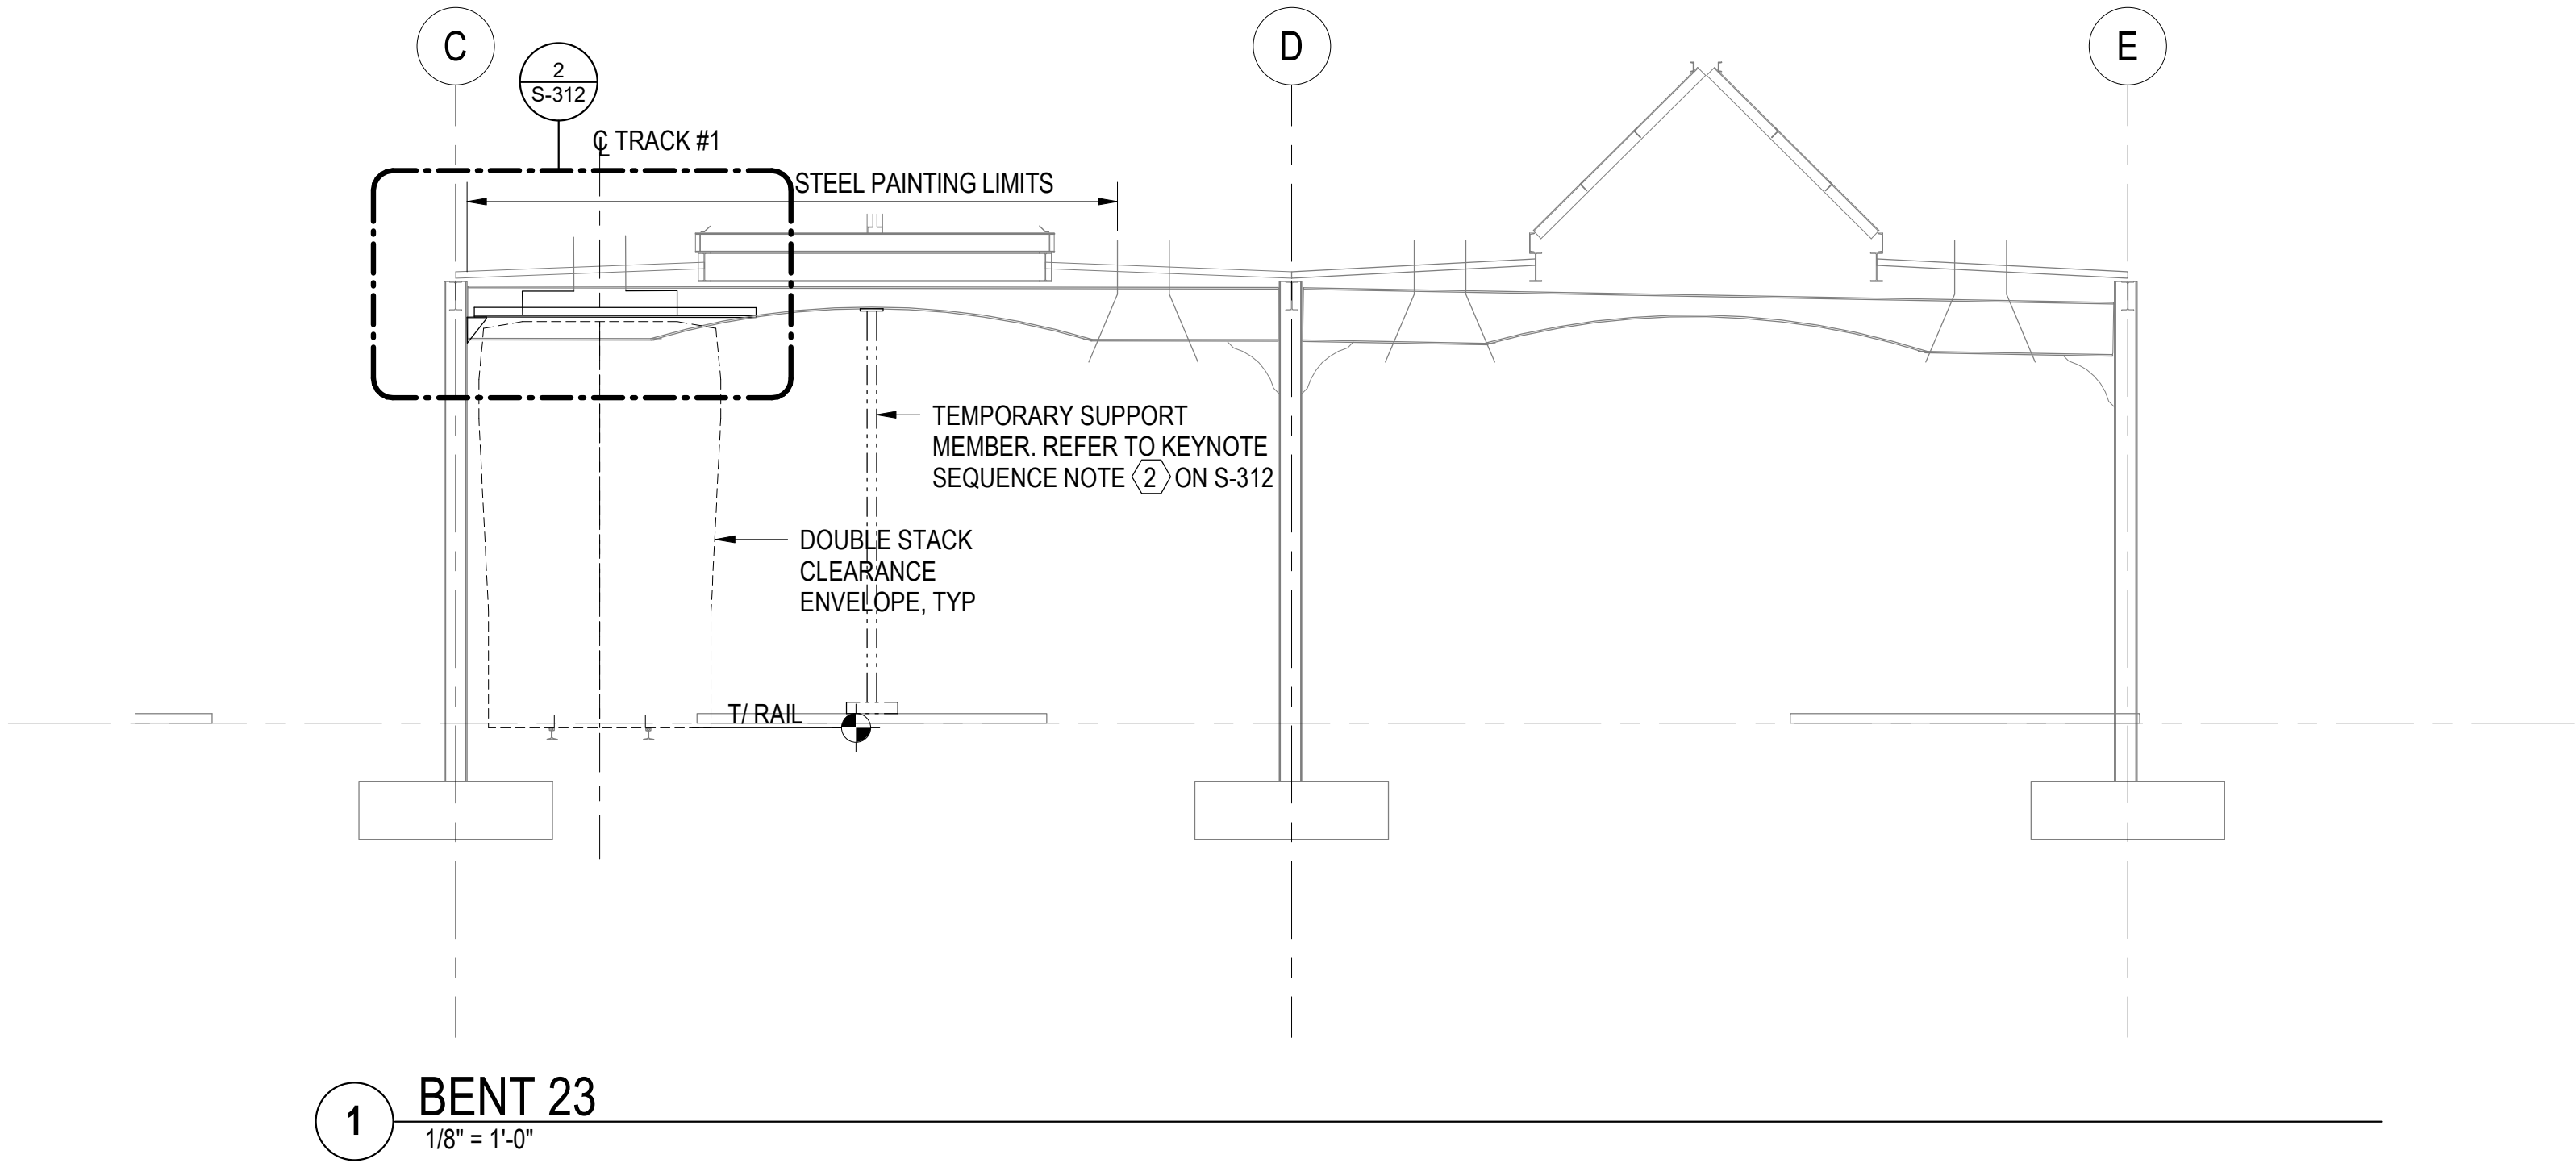 C
D
E
2
S-312
℄ TRACK #1
STEEL PAINTING LIMITS
TEMPORARY SUPPORT
MEMBER. REFER TO KEYNOTE
SEQUENCE NOTE 2 ON S-312
DOUBLE STACK
CLEARANCE
ENVELOPE, TYP
T/ RAIL
1
BENT 23
1/8" = 1'-0"